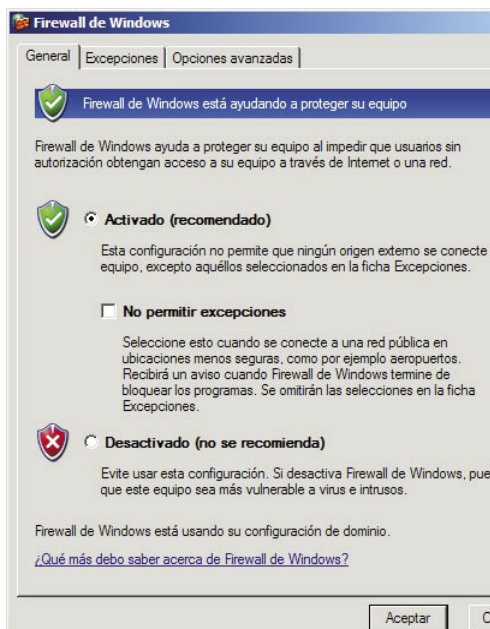 Firewall de Windows
General Excepciones Opciones avanzadas
Firewall de Windows está ayudando a proteger su equipo
Firewall de Windows ayuda a proteger su equipo al impedir que usuarios sin
autorización obtengan acceso a su equipo a través de Internet o una red.
Activado (recomendado)
Esta configuración no permite que ningún origen externo se conecte
equipo, excepto aquéllos seleccionados en la ficha Excepciones.
No permitir excepciones
Seleccione esto cuando se conecte a una red pública en
ubicaciones menos seguras, como por ejemplo aeropuertos.
Recibirá un aviso cuando Firewall de Windows termine de
bloquear los programas. Se omitirán las selecciones en la ficha
Excepciones.
Desactivado (no se recomienda)
Evite usar esta configuración. Si desactiva Firewall de Windows, pue
que este equipo sea más vulnerable a virus e intrusos.
Firewall de Windows está usando su configuración de dominio.
¿Qué más debo saber acerca de Firewall de Windows?
Aceptar